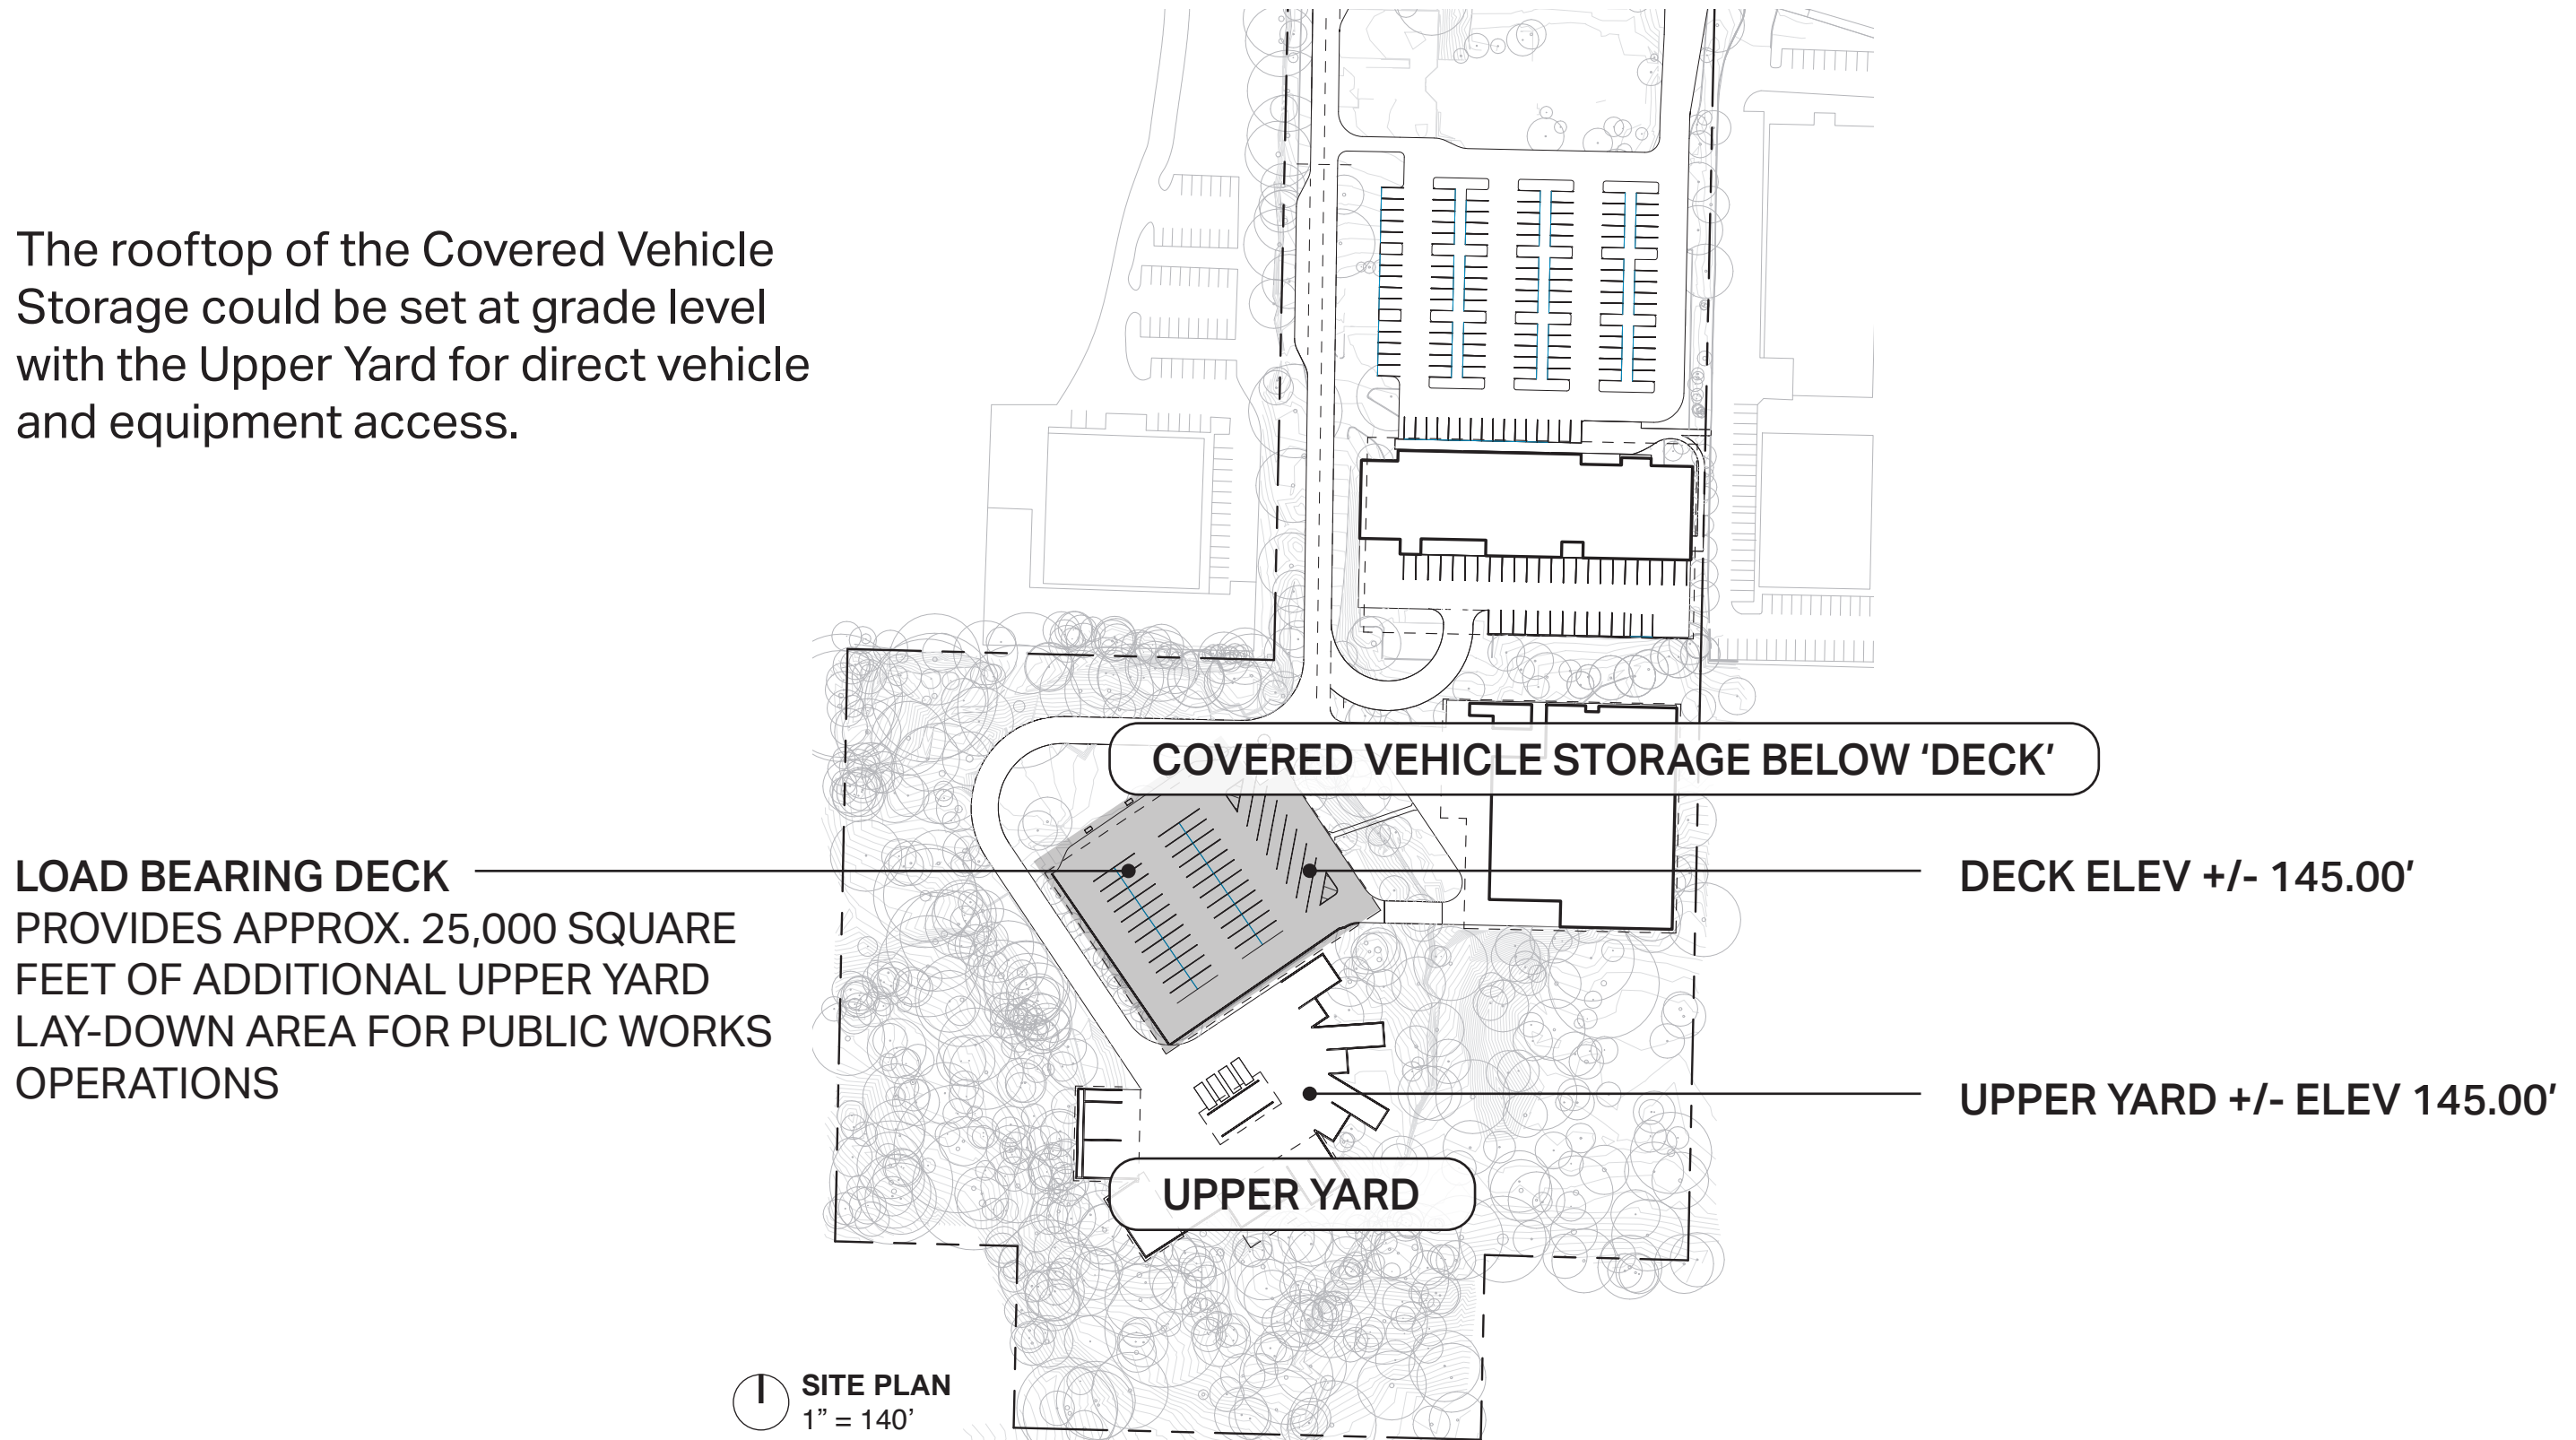 The rooftop of the Covered Vehicle
Storage could be set at grade level
with the Upper Yard for direct vehicle
and equipment access.
COVERED VEHICLE STORAGE BELOW ‘DECK’
LOAD BEARING DECK
PROVIDES APPROX. 25,000 SQUARE
FEET OF ADDITIONAL UPPER YARD
LAY-DOWN AREA FOR PUBLIC WORKS
OPERATIONS
DECK ELEV +/- 145.00’
UPPER YARD +/- ELEV 145.00’
UPPER YARD
SITE PLAN
1” = 140’